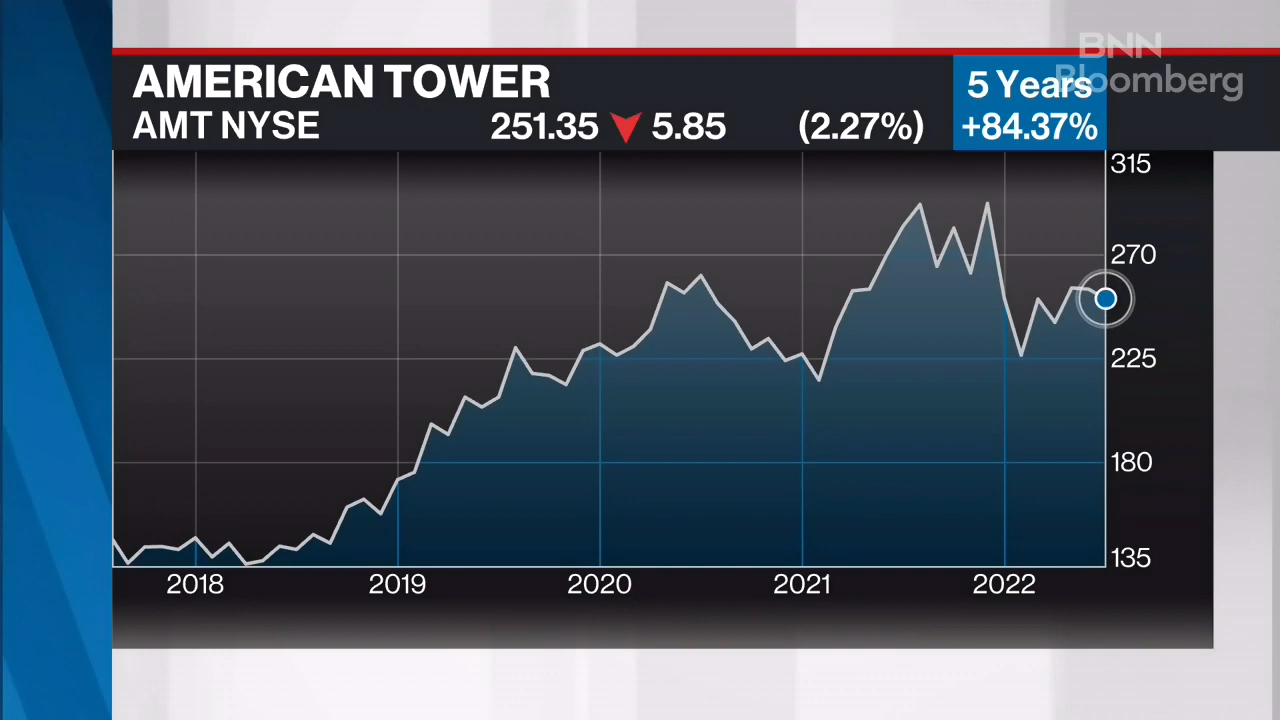 BNN
Bloomberg
AMERICAN TOWER
AMT NYSE 251.35 5.85 (2.27%)
5 Years
+84.37%
315
270
225
180
135
2018 2019 2020 2021 2022